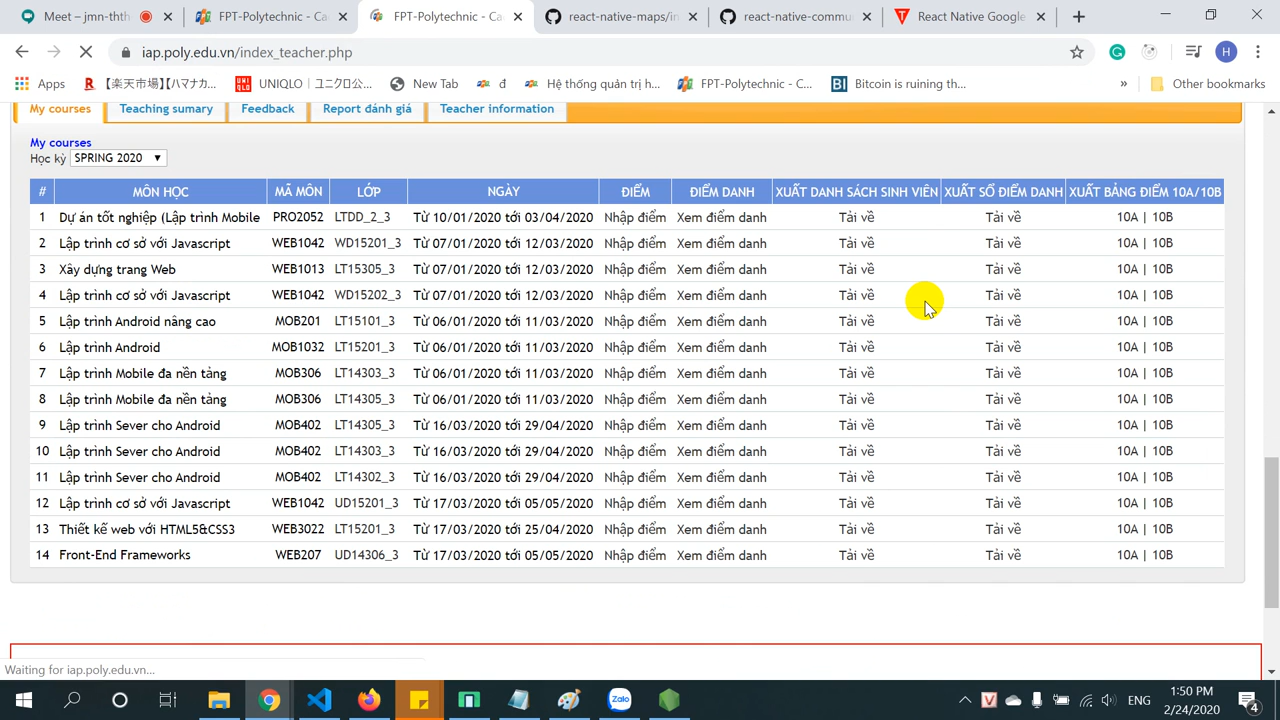 Meet – jmn-thth
FPT-Polytechnic - Ca
FPT-Polytechnic - Ca
react-native-maps/in
react-native-commu
React Native Google
iap.poly.edu.vn/index_teacher.php
H
Apps
【楽天市場】【ハマナカ...
UNIQLO | ユニクロ公...
New Tab
đ
Hệ thống quản trị h...
FPT-Polytechnic - C...
Bitcoin is ruining th...
»
Other bookmarks
My courses
Teaching sumary
Feedback
Report đánh giá
Teacher information
My courses
Học kỳ SPRING 2020
# MÔN HỌC MÃ MÔN LỚP NGÀY ĐIỂM ĐIỂM DANH XUẤT DANH SÁCH SINH VIÊN XUẤT SỔ ĐIỂM DANH XUẤT BẢNG ĐIỂM 10A/10B
1 Dự án tốt nghiệp (Lập trình Mobile PRO2052 LTDD_2_3 Từ 10/01/2020 tới 03/04/2020 Nhập điểm Xem điểm danh Tải về Tải về 10A | 10B
2 Lập trình cơ sở với Javascript WEB1042 WD15201_3 Từ 07/01/2020 tới 12/03/2020 Nhập điểm Xem điểm danh Tải về Tải về 10A | 10B
3 Xây dựng trang Web WEB1013 LT15305_3 Từ 07/01/2020 tới 12/03/2020 Nhập điểm Xem điểm danh Tải về Tải về 10A | 10B
4 Lập trình cơ sở với Javascript WEB1042 WD15202_3 Từ 07/01/2020 tới 12/03/2020 Nhập điểm Xem điểm danh Tải về Tải về 10A | 10B
5 Lập trình Android nâng cao MOB201 LT15101_3 Từ 06/01/2020 tới 11/03/2020 Nhập điểm Xem điểm danh Tải về Tải về 10A | 10B
6 Lập trình Android MOB1032 LT15201_3 Từ 06/01/2020 tới 11/03/2020 Nhập điểm Xem điểm danh Tải về Tải về 10A | 10B
7 Lập trình Mobile đa nền tảng MOB306 LT14303_3 Từ 06/01/2020 tới 11/03/2020 Nhập điểm Xem điểm danh Tải về Tải về 10A | 10B
8 Lập trình Mobile đa nền tảng MOB306 LT14305_3 Từ 06/01/2020 tới 11/03/2020 Nhập điểm Xem điểm danh Tải về Tải về 10A | 10B
9 Lập trình Sever cho Android MOB402 LT14305_3 Từ 16/03/2020 tới 29/04/2020 Nhập điểm Xem điểm danh Tải về Tải về 10A | 10B
10 Lập trình Sever cho Android MOB402 LT14303_3 Từ 16/03/2020 tới 29/04/2020 Nhập điểm Xem điểm danh Tải về Tải về 10A | 10B
11 Lập trình Sever cho Android MOB402 LT14302_3 Từ 16/03/2020 tới 29/04/2020 Nhập điểm Xem điểm danh Tải về Tải về 10A | 10B
12 Lập trình cơ sở với Javascript WEB1042 UD15201_3 Từ 17/03/2020 tới 05/05/2020 Nhập điểm Xem điểm danh Tải về Tải về 10A | 10B
13 Thiết kế web với HTML5&CSS3 WEB3022 LT15201_3 Từ 17/03/2020 tới 25/04/2020 Nhập điểm Xem điểm danh Tải về Tải về 10A | 10B
14 Front-End Frameworks WEB207 UD14306_3 Từ 17/03/2020 tới 05/05/2020 Nhập điểm Xem điểm danh Tải về Tải về 10A | 10B
Waiting for iap.poly.edu.vn...
Zalo
ENG
1:50 PM
2/24/2020
4